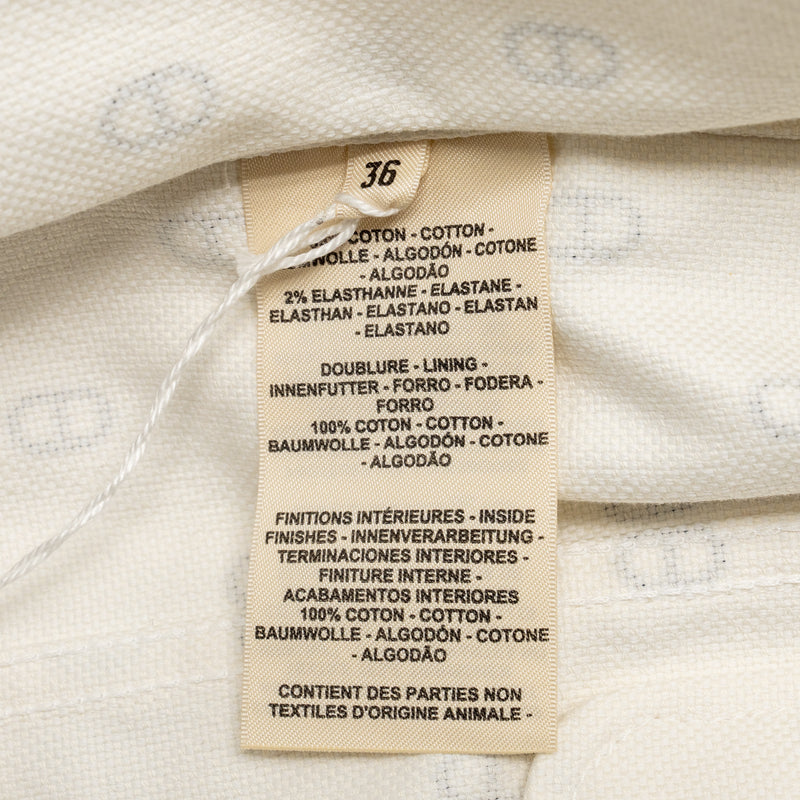 36
COTON - COTTON -
- ALGODÓN - COTONE
- ALGODÃO
2% ELASTHANNE - ELASTANE -
ELASTHAN - ELASTANO - ELASTAN
- ELASTANO
DOUBLURE - LINING -
INNENFUTTER - FORRO - FODERA -
FORRO
100% COTON - COTTON -
BAUMWOLLE - ALGODÓN - COTONE
- ALGODÃO
FINITIONS INTÉRIEURES - INSIDE
FINISHES - INNENVERARBEITUNG -
TERMINACIONES INTERIORES -
FINITURE INTERNE -
ACABAMENTOS INTERIORES
100% COTON - COTTON -
BAUMWOLLE - ALGODÓN - COTONE
- ALGODÃO
CONTIENT DES PARTIES NON
TEXTILES D'ORIGINE ANIMALE -